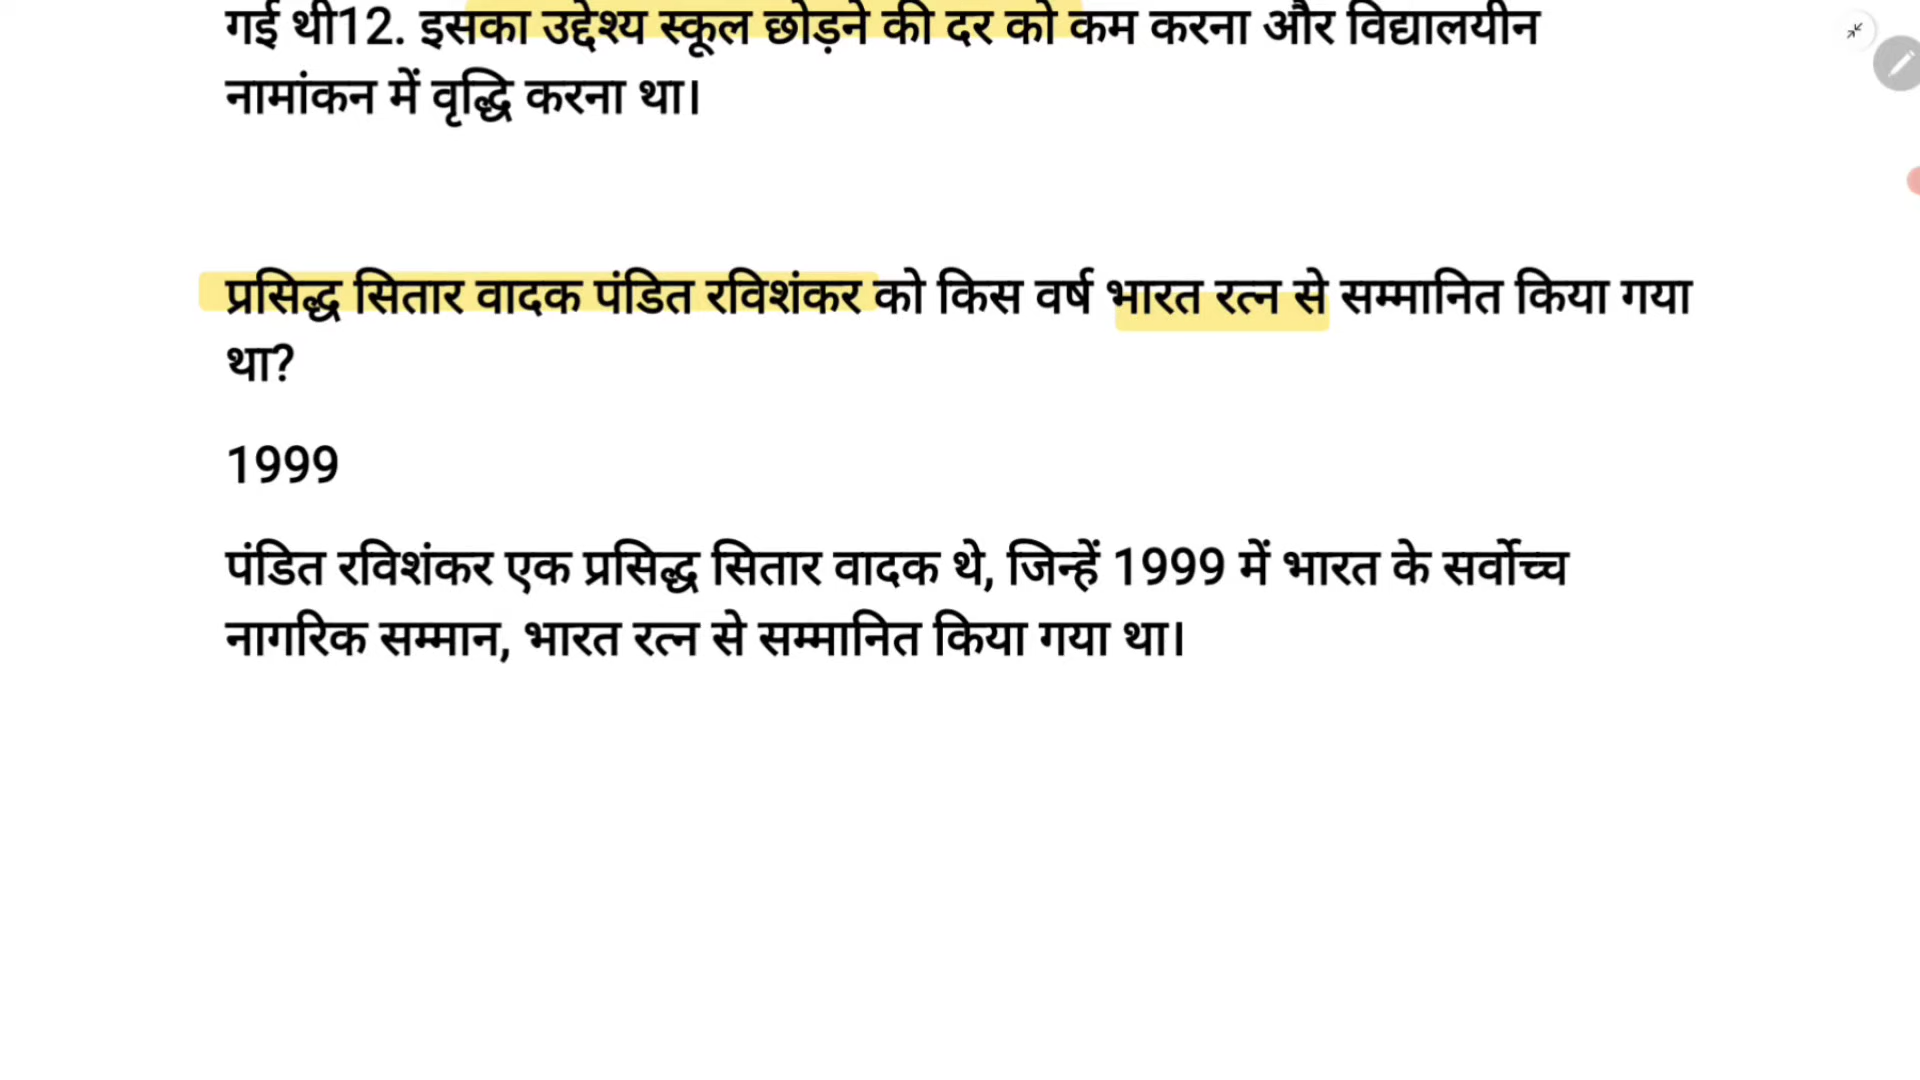 गई थी12. इसका उद्देश्य स्कूल छोड़ने की दर को कम करना और विद्यालयीन
नामांकन में वृद्धि करना था।
प्रसिद्ध सितार वादक पंडित रविशंकर को किस वर्ष भारत रत्न से सम्मानित किया गया
था?
1999
पंडित रविशंकर एक प्रसिद्ध सितार वादक थे, जिन्हें 1999 में भारत के सर्वोच्च
नागरिक सम्मान, भारत रत्न से सम्मानित किया गया था।